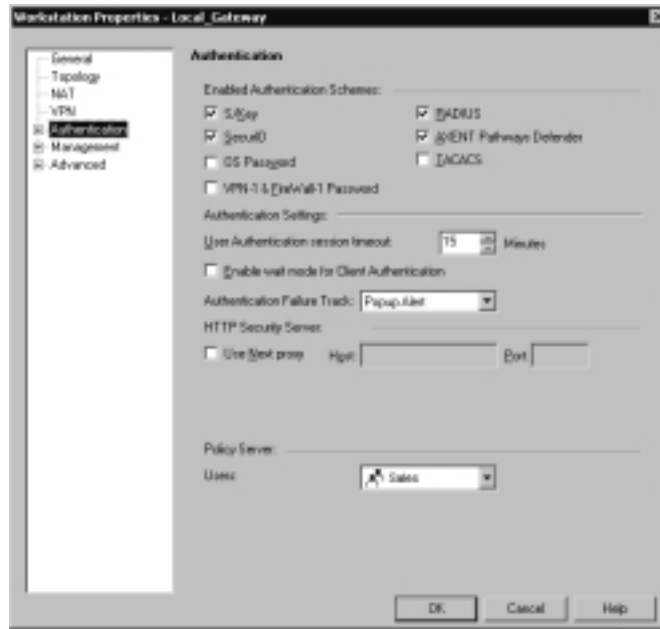 Workstation Properties - Local_Gateway
General
Topology
NAT
VPN
Authentication
Management
Advanced
Authentication
Enabled Authentication Schemes:
S/Key
RADIUS
SecurID
AXENT Pathways Defender
OS Password
TACACS
VPN-1 & FireWall-1 Password
Authentication Settings:
User Authentication session timeout: 15 Minutes
Enable wait mode for Client Authentication
Authentication Failure Track: Popup Alert
HTTP Security Server:
Use Next proxy Host: Port:
Policy Server:
Users: Sales
OK Cancel Help